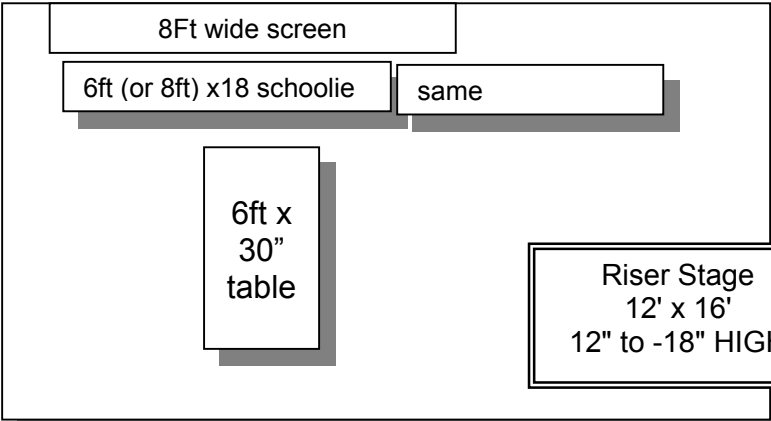 8Ft wide screen
6ft (or 8ft) x18 schoolie
same
6ft x
30”
table
Riser Stage
12' x 16'
12" to -18" HIGH